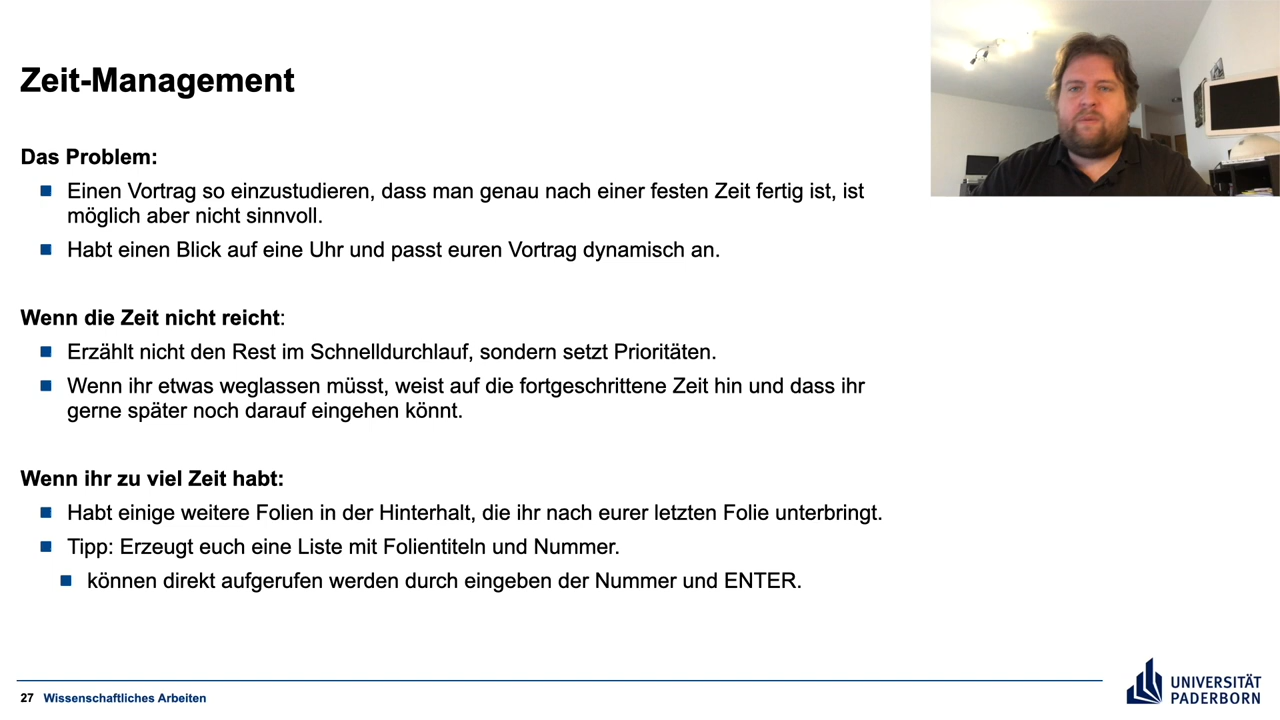 Zeit-Management
Das Problem:
Einen Vortrag so einzustudieren, dass man genau nach einer festen Zeit fertig ist, ist
möglich aber nicht sinnvoll.
Habt einen Blick auf eine Uhr und passt euren Vortrag dynamisch an.
Wenn die Zeit nicht reicht:
Erzählt nicht den Rest im Schnelldurchlauf, sondern setzt Prioritäten.
Wenn ihr etwas weglassen müsst, weist auf die fortgeschrittene Zeit hin und dass ihr
gerne später noch darauf eingehen könnt.
Wenn ihr zu viel Zeit habt:
Habt einige weitere Folien in der Hinterhalt, die ihr nach eurer letzten Folie unterbringt.
Tipp: Erzeugt euch eine Liste mit Folientiteln und Nummer.
können direkt aufgerufen werden durch eingeben der Nummer und ENTER.
27 Wissenschaftliches Arbeiten
UNIVERSITÄT
PADERBORN